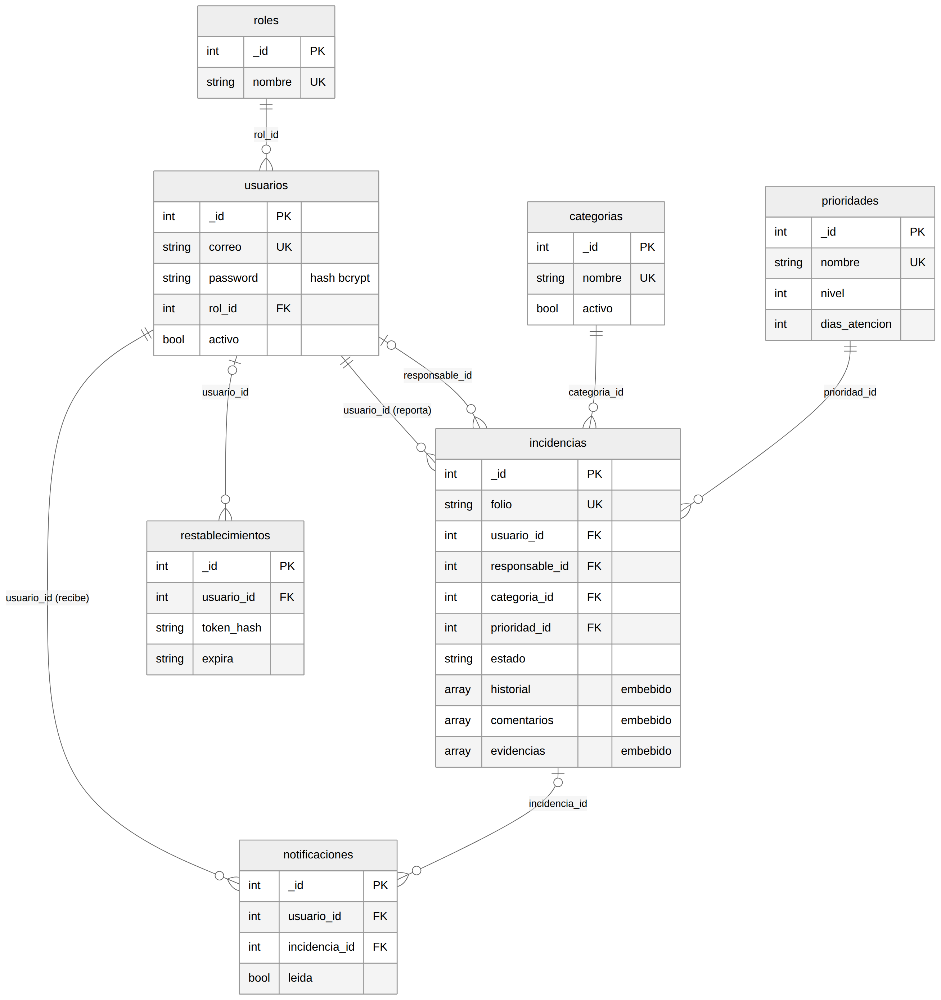 roles
int _id PK
string nombre UK
rol_id
usuarios
int _id PK
string correo UK
string password hash bcrypt
int rol_id FK
bool activo
categorias
int _id PK
string nombre UK
bool activo
prioridades
int _id PK
string nombre UK
int nivel
int dias_atencion
responsable_id
usuario_id
usuario_id (reporta)
categoria_id
prioridad_id
incidencias
int _id PK
string folio UK
int usuario_id FK
int responsable_id FK
int categoria_id FK
int prioridad_id FK
string estado
array historial embebido
array comentarios embebido
array evidencias embebido
restablecimientos
int _id PK
int usuario_id FK
string token_hash
string expira
usuario_id (recibe)
incidencia_id
notificaciones
int _id PK
int usuario_id FK
int incidencia_id FK
bool leida